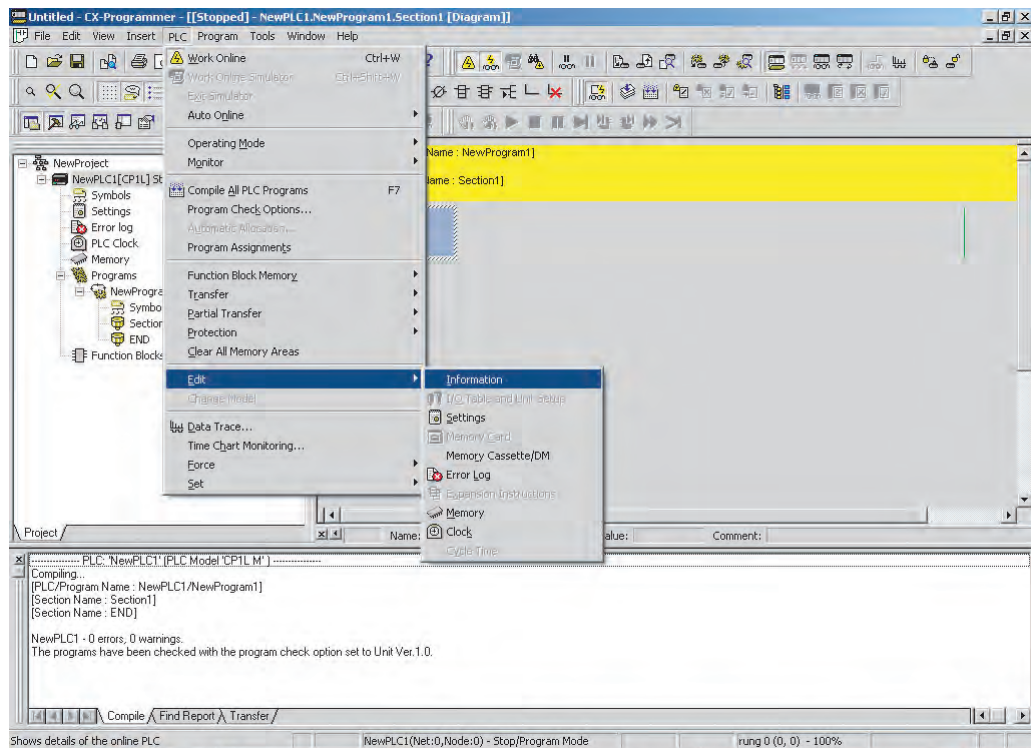 Untitled - CX-Programmer - [[Stopped] - NewPLC1.NewProgram1.Section1 [Diagram]]
File Edit View Insert PLC Program Tools Window Help
Work Online Ctrl+W
Work Online Simulator Ctrl+Shift+W
Exit Simulator
Auto Online
Operating Mode
Monitor
Compile All PLC Programs F7
Program Check Options...
Automatic Allocation...
Program Assignments
Function Block Memory
Transfer
Partial Transfer
Protection
Clear All Memory Areas
Edit
Change Model
Data Trace...
Time Chart Monitoring...
Force
Set
Information
I/O Table and Unit Setup
Settings
Memory Card
Memory Cassette/DM
Error Log
Expansion Instructions
Memory
Clock
Cycle Time
NewProject
NewPLC1[CP1L] St
Symbols
Settings
Error log
PLC Clock
Memory
Programs
NewProgra
Symbo
Section
END
Function Blocks
Name : NewProgram1]
Name : Section1]
Project
Name: alue: Comment:
--------------- PLC: 'NewPLC1' (PLC Model 'CP1L M' ) ---------------
Compiling...
[PLC/Program Name : NewPLC1/NewProgram1]
[Section Name : Section1]
[Section Name : END]
NewPLC1 - 0 errors, 0 warnings.
The programs have been checked with the program check option set to Unit Ver.1.0.
Compile Find Report Transfer
Shows details of the online PLC NewPLC1(Net:0,Node:0) - Stop/Program Mode rung 0 (0, 0) - 100%